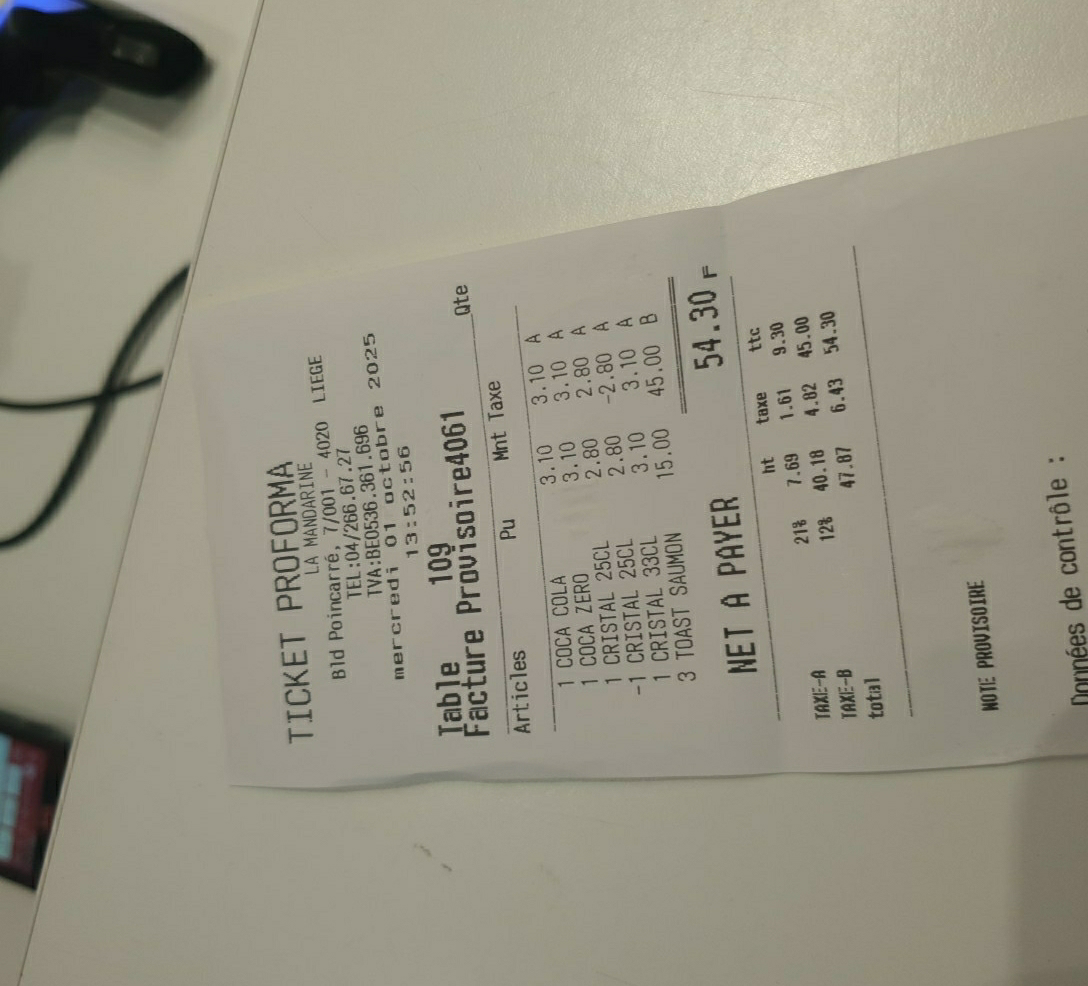 TICKET PROFORMA
LA MANDARINE
Bld Poincarré, 7/001 - 4020 LIEGE
TEL:04/266.67.27
TVA:BE0536.361.696
mercredi 01 octobre 2025
13:52:56
Table 109
Facture Provisoire4061
Articles Pu Mnt Taxe Qte
1 COCA COLA 3.10 3.10 A
1 COCA ZERO 3.10 3.10 A
1 CRISTAL 25CL 2.80 2.80 A
-1 CRISTAL 25CL 2.80 -2.80 A
1 CRISTAL 33CL 3.10 3.10 A
3 TOAST SAUMON 15.00 45.00 B
NET A PAYER 54.30 F
ht taxe ttc
TAXE-A 21% 7.69 1.61 9.30
TAXE-B 12% 40.18 4.82 45.00
total 47.87 6.43 54.30
NOTE PROVISOIRE
Données de contrôle :